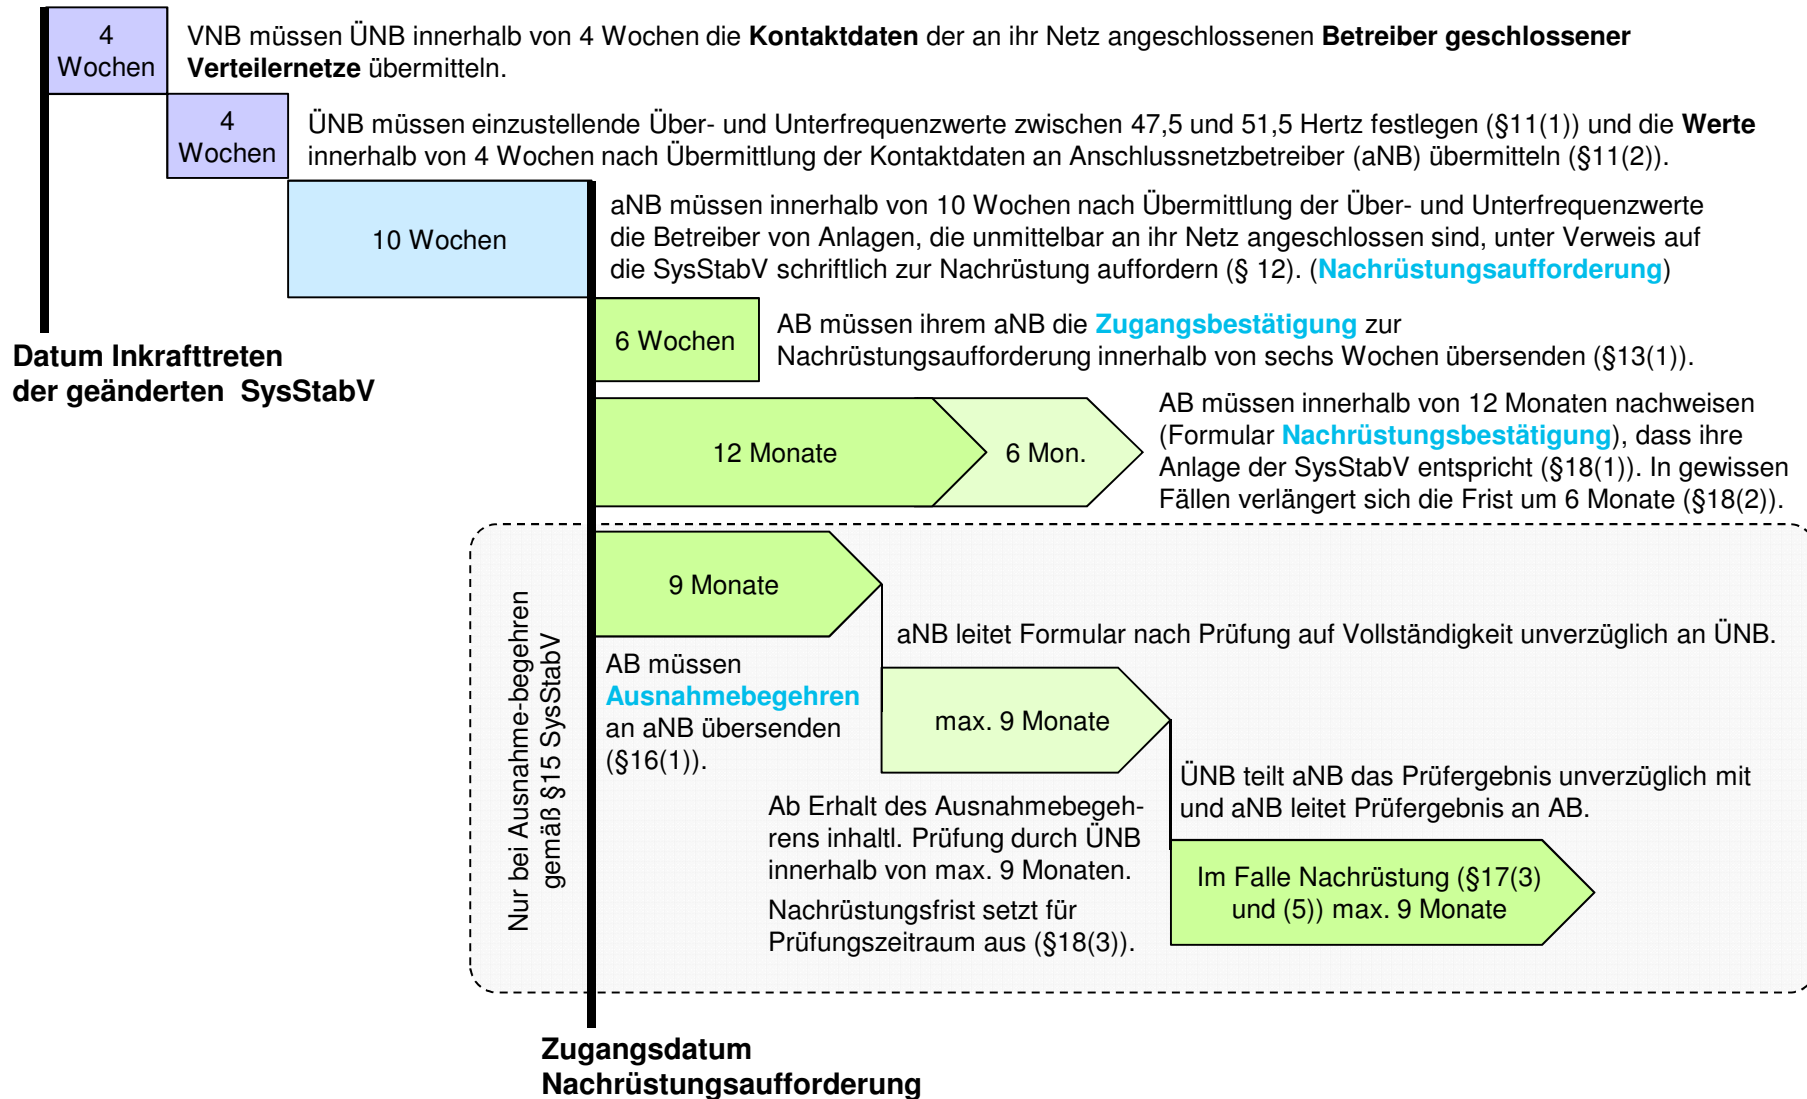 4
Wochen
VNB müssen ÜNB innerhalb von 4 Wochen die Kontaktdaten der an ihr Netz angeschlossenen Betreiber geschlossener
Verteilernetze übermitteln.
4
Wochen
ÜNB müssen einzustellende Über- und Unterfrequenzwerte zwischen 47,5 und 51,5 Hertz festlegen (§11(1)) und die Werte
innerhalb von 4 Wochen nach Übermittlung der Kontaktdaten an Anschlussnetzbetreiber (aNB) übermitteln (§11(2)).
10 Wochen
aNB müssen innerhalb von 10 Wochen nach Übermittlung der Über- und Unterfrequenzwerte
die Betreiber von Anlagen, die unmittelbar an ihr Netz angeschlossen sind, unter Verweis auf
die SysStabV schriftlich zur Nachrüstung auffordern (§ 12). (Nachrüstungsaufforderung)
Datum Inkrafttreten
der geänderten SysStabV
6 Wochen
AB müssen ihrem aNB die Zugangsbestätigung zur
Nachrüstungsaufforderung innerhalb von sechs Wochen übersenden (§13(1)).
12 Monate
6 Mon.
AB müssen innerhalb von 12 Monaten nachweisen
(Formular Nachrüstungsbestätigung), dass ihre
Anlage der SysStabV entspricht (§18(1)). In gewissen
Fällen verlängert sich die Frist um 6 Monate (§18(2)).
Nur bei Ausnahme-begehren
gemäß §15 SysStabV
9 Monate
aNB leitet Formular nach Prüfung auf Vollständigkeit unverzüglich an ÜNB.
AB müssen
Ausnahmebegehren
an aNB übersenden
(§16(1)).
max. 9 Monate
ÜNB teilt aNB das Prüfergebnis unverzüglich mit
und aNB leitet Prüfergebnis an AB.
Ab Erhalt des Ausnahmebegeh-
rens inhaltl. Prüfung durch ÜNB
innerhalb von max. 9 Monaten.
Nachrüstungsfrist setzt für
Prüfungszeitraum aus (§18(3)).
Im Falle Nachrüstung (§17(3)
und (5)) max. 9 Monate
Zugangsdatum
Nachrüstungsaufforderung